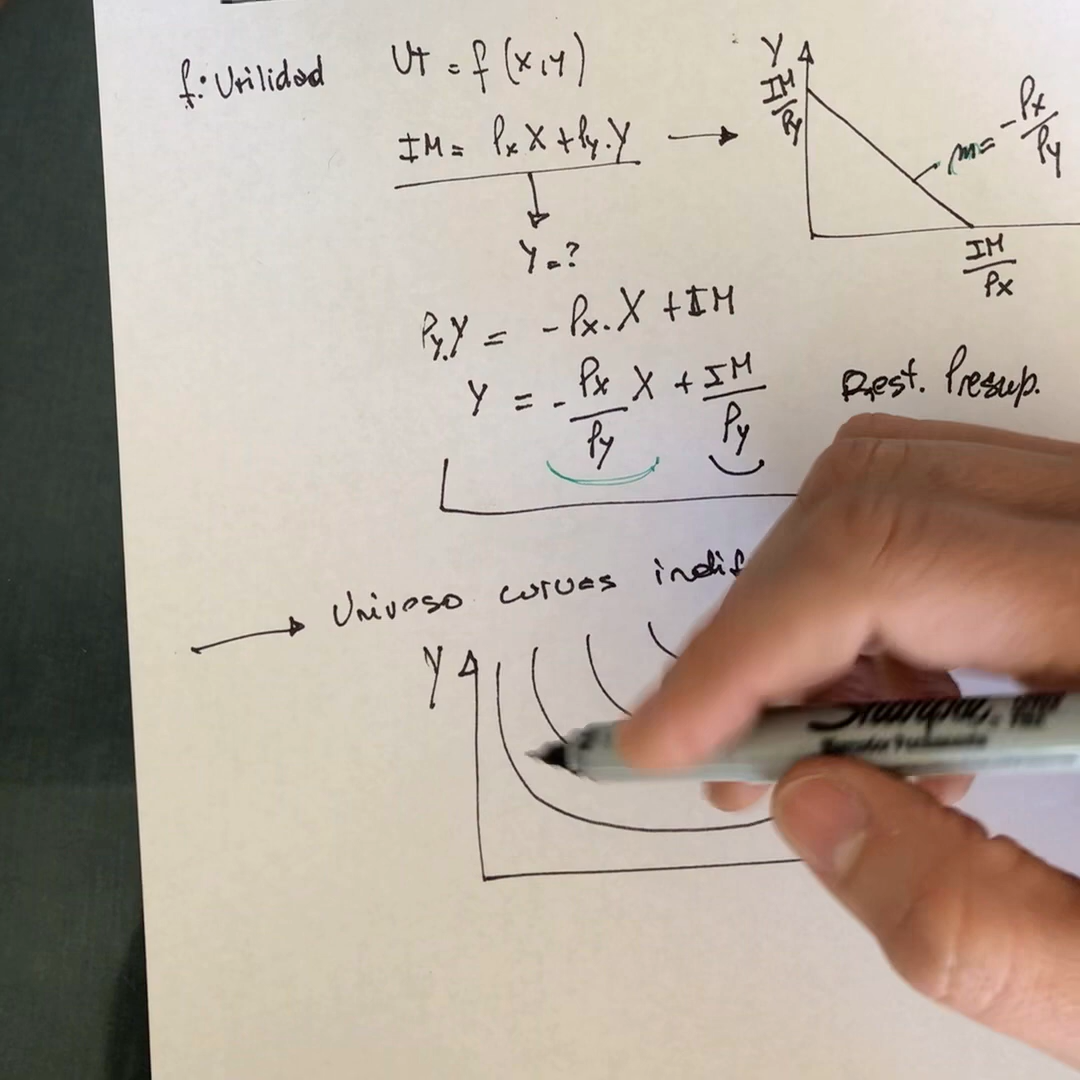 f: Utilidad UT = f (x,y)
IM = Px X + Py . Y
Y = ?
Py.Y = - Px . X + IM
Y = - Px/Py X + IM/Py
Y
IM/Py
m = - Px/Py
IM/Px
Rest. Presup.
Universo curvas indif
Y
Sharpie